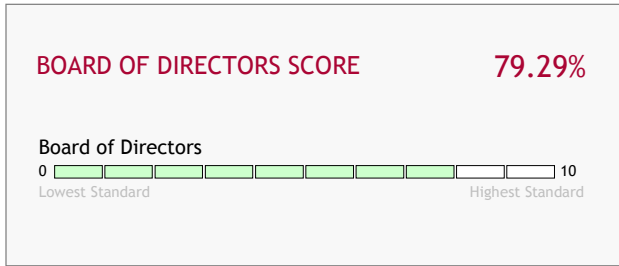 BOARD OF DIRECTORS SCORE 79.29%
Board of Directors
0 10
Lowest Standard Highest Standard